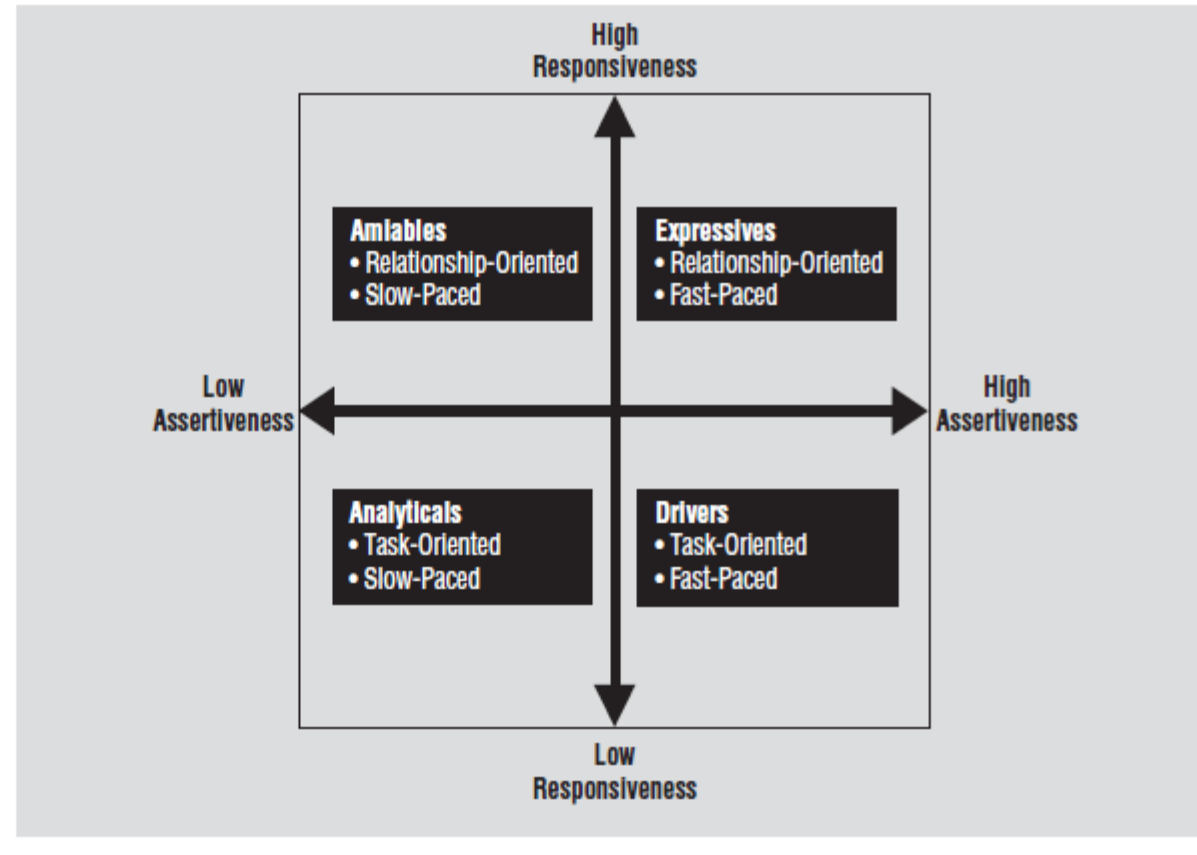 High
Responsiveness
Amiables
• Relationship-Oriented
• Slow-Paced
Expressives
• Relationship-Oriented
• Fast-Paced
Low
Assertiveness
High
Assertiveness
Analyticals
• Task-Oriented
• Slow-Paced
Drivers
• Task-Oriented
• Fast-Paced
Low
Responsiveness